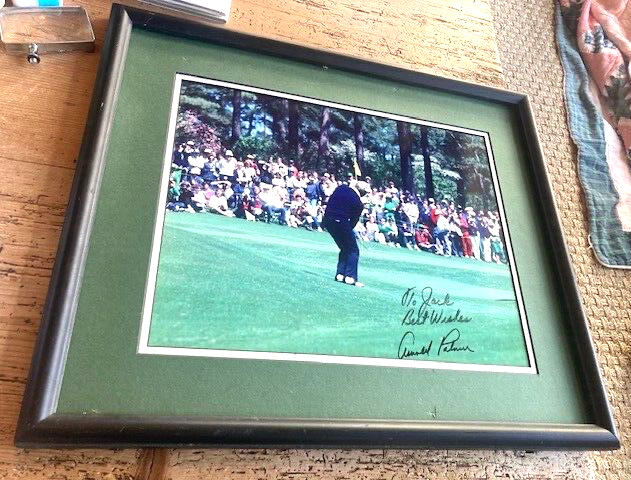 To Jack
Best Wishes
Arnold Palmer